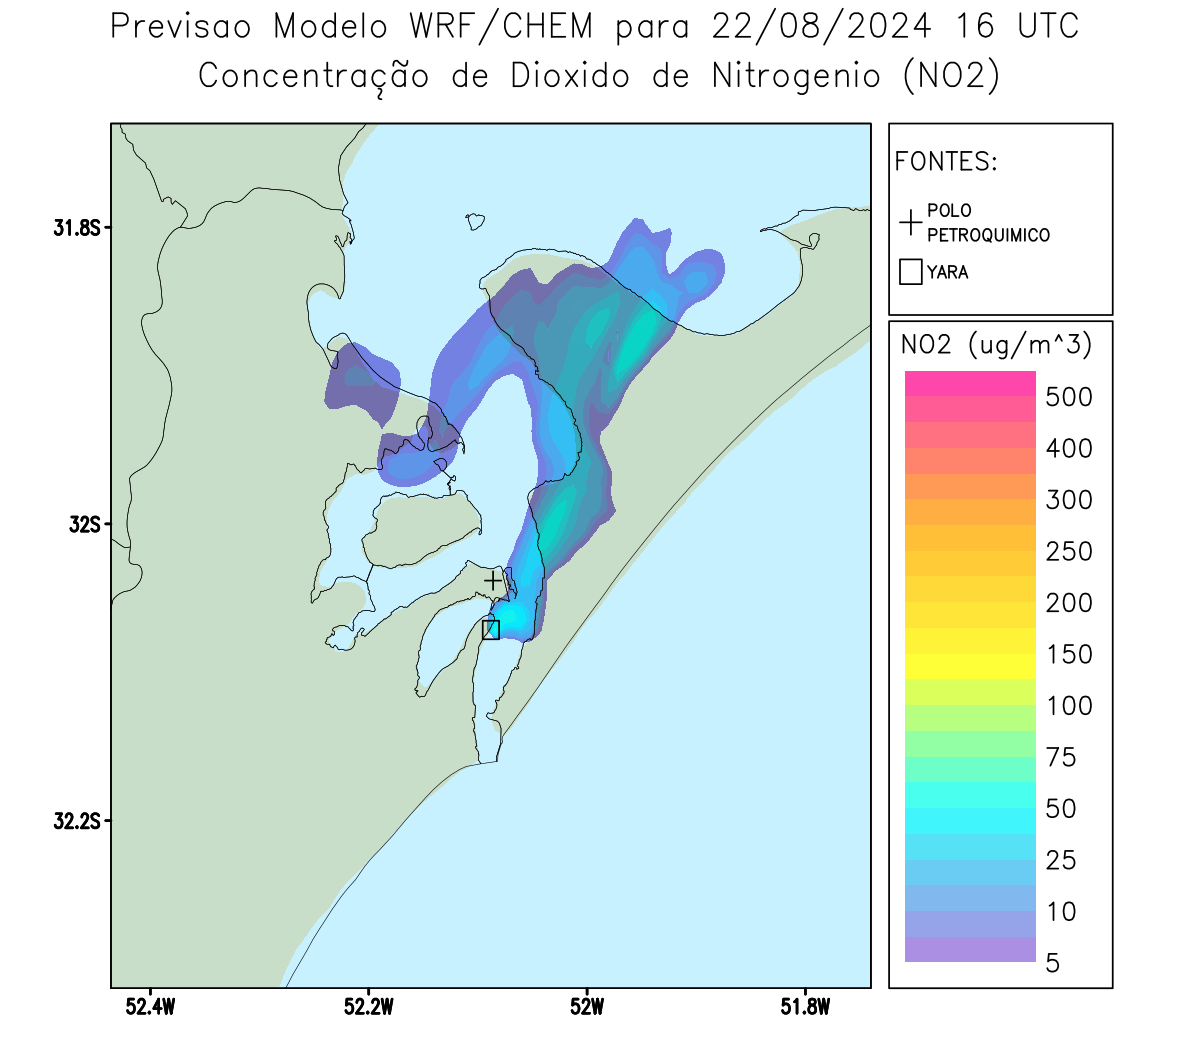 Previsao Modelo WRF/CHEM para 22/08/2024 16 UTC
Concentração de Dioxido de Nitrogenio (NO2)
FONTES:
POLO
PETROQUIMICO
YARA
31.8S
32S
32.2S
52.4W
52.2W
52W
51.8W
NO2 (ug/m^3)
500
400
300
250
200
150
100
75
50
25
10
5